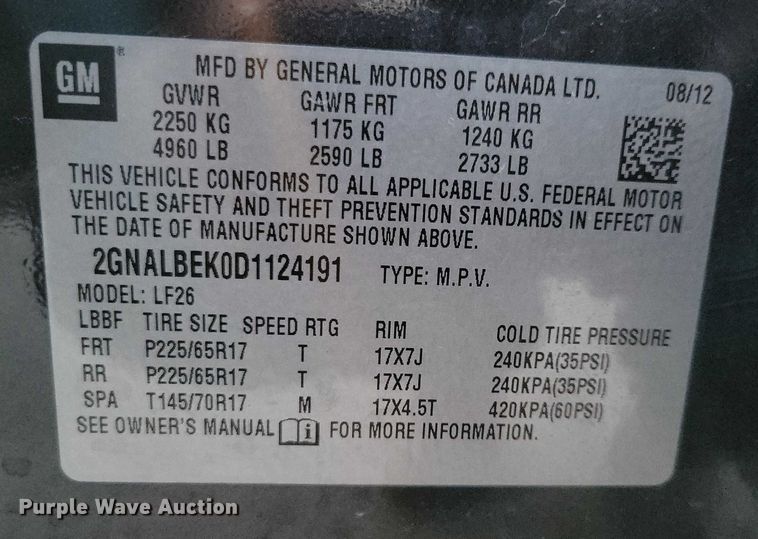 GM ®
MFD BY GENERAL MOTORS OF CANADA LTD. 08/12
GVWR GAWR FRT GAWR RR
2250 KG 1175 KG 1240 KG
4960 LB 2590 LB 2733 LB
THIS VEHICLE CONFORMS TO ALL APPLICABLE U.S. FEDERAL MOTOR
VEHICLE SAFETY AND THEFT PREVENTION STANDARDS IN EFFECT ON
THE DATE OF MANUFACTURE SHOWN ABOVE.
2GNALBEK0D1124191 TYPE: M.P.V.
MODEL: LF26
LBBF TIRE SIZE SPEED RTG RIM COLD TIRE PRESSURE
FRT P225/65R17 T 17X7J 240KPA(35PSI)
RR P225/65R17 T 17X7J 240KPA(35PSI)
SPA T145/70R17 M 17X4.5T 420KPA(60PSI)
SEE OWNER'S MANUAL i FOR MORE INFORMATION.
Purple Wave Auction